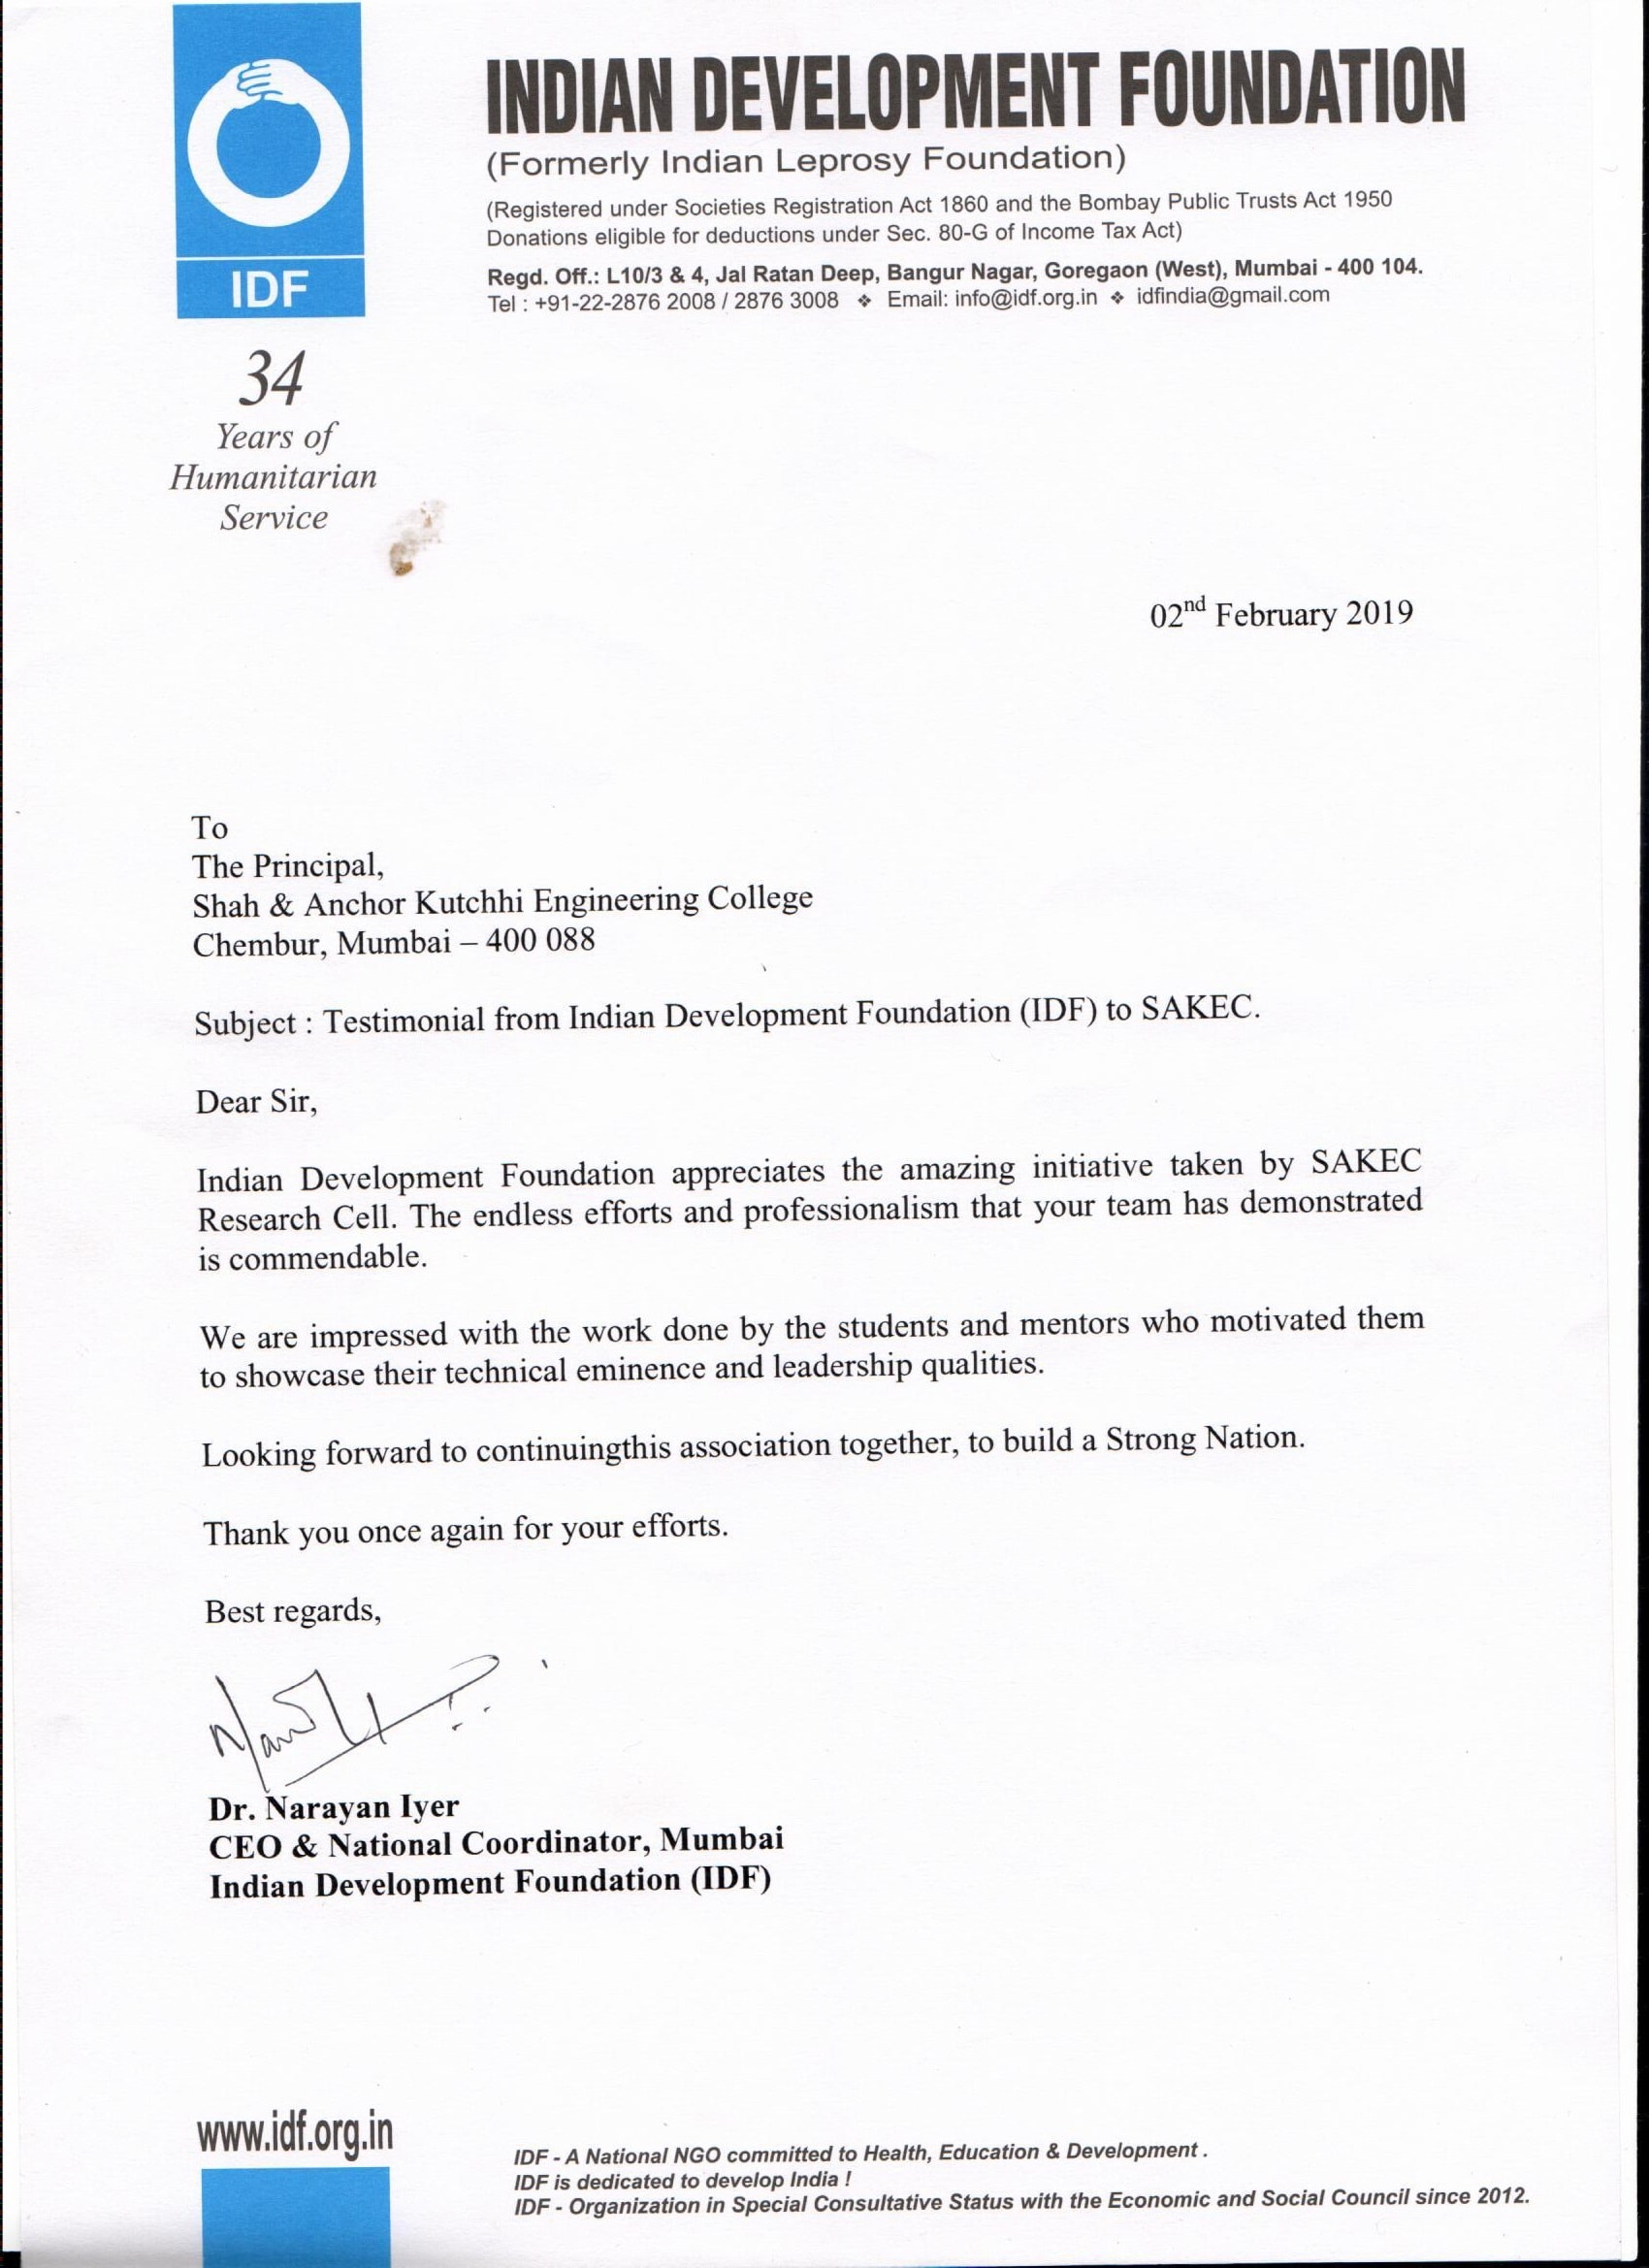 INDIAN DEVELOPMENT FOUNDATION
(Formerly Indian Leprosy Foundation)
(Registered under Societies Registration Act 1860 and the Bombay Public Trusts Act 1950
Donations eligible for deductions under Sec. 80-G of Income Tax Act)
Regd. Off.: L10/3 & 4, Jal Ratan Deep, Bangur Nagar, Goregaon (West), Mumbai - 400 104.
Tel : +91-22-2876 2008 / 2876 3008 ❖ Email: info@idf.org.in ❖ idfindia@gmail.com
IDF
34
Years of
Humanitarian
Service
02nd February 2019
To
The Principal,
Shah & Anchor Kutchhi Engineering College
Chembur, Mumbai – 400 088
Subject : Testimonial from Indian Development Foundation (IDF) to SAKEC.
Dear Sir,
Indian Development Foundation appreciates the amazing initiative taken by SAKEC
Research Cell. The endless efforts and professionalism that your team has demonstrated
is commendable.
We are impressed with the work done by the students and mentors who motivated them
to showcase their technical eminence and leadership qualities.
Looking forward to continuingthis association together, to build a Strong Nation.
Thank you once again for your efforts.
Best regards,
Dr. Narayan Iyer
CEO & National Coordinator, Mumbai
Indian Development Foundation (IDF)
www.idf.org.in
IDF - A National NGO committed to Health, Education & Development .
IDF is dedicated to develop India !
IDF - Organization in Special Consultative Status with the Economic and Social Council since 2012.